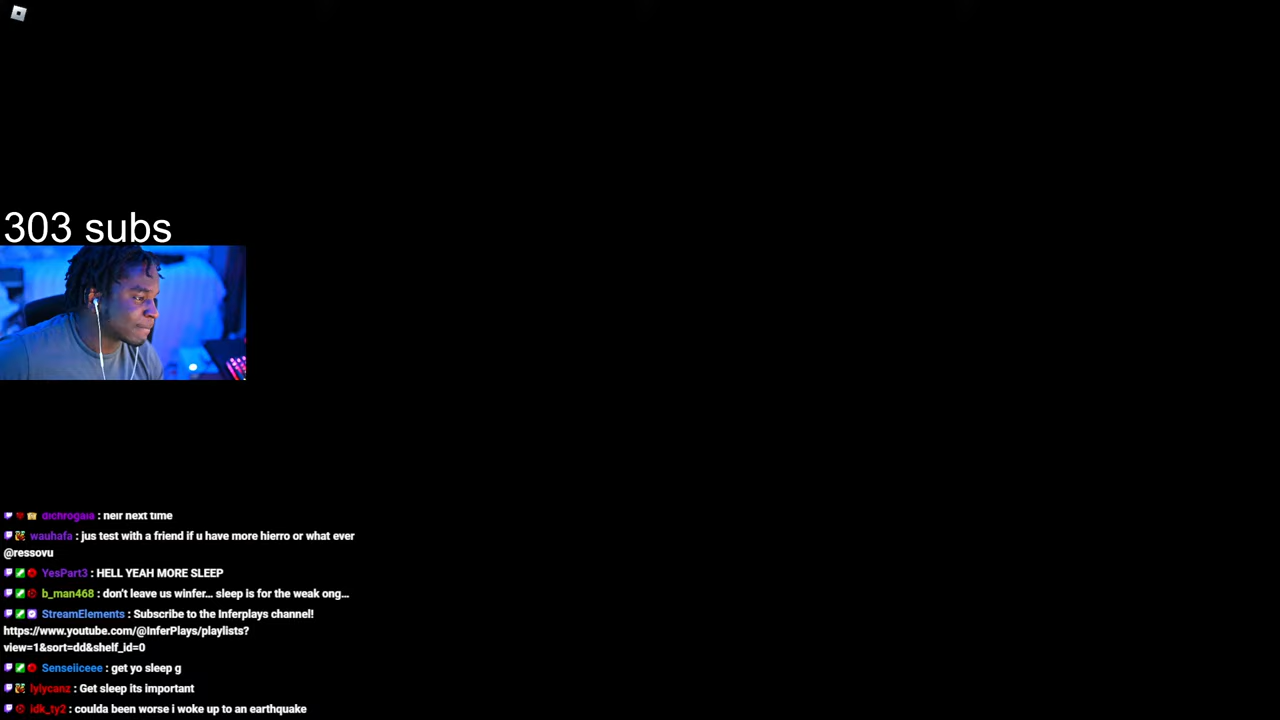 303 subs
dichrogaia : neir next time
wauhafa : jus test with a friend if u have more hierro or what ever
@ressovu
YesPart3 : HELL YEAH MORE SLEEP
b_man468 : don't leave us winfer... sleep is for the weak ong...
StreamElements : Subscribe to the Inferplays channel!
https://www.youtube.com/@InferPlays/playlists?
view=1&sort=dd&shelf_id=0
Senseiiceee : get yo sleep g
lylycanz : Get sleep its important
idk_ty2 : coulda been worse i woke up to an earthquake